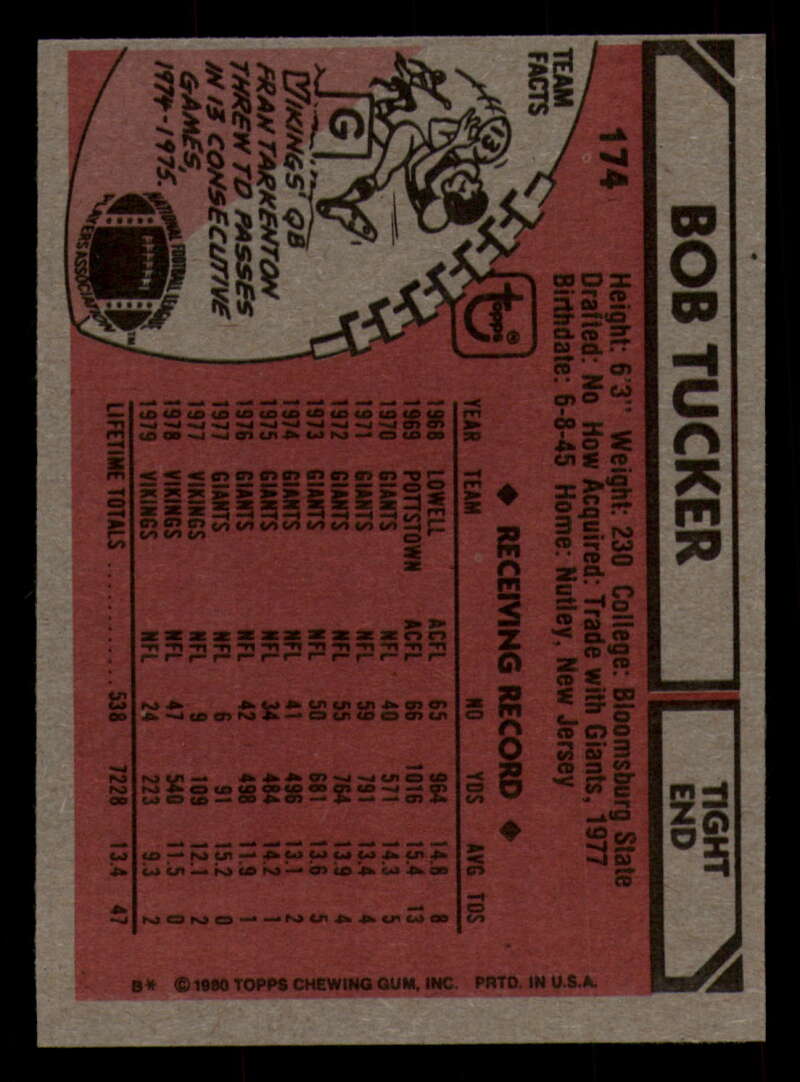 BOB TUCKER
TIGHT
END
174
Height: 6'3" Weight: 230 College: Bloomsburg State
Drafted: No How Acquired: Trade with Giants, 1977
Birthdate: 6-8-45 Home: Nutley, New Jersey
TEAM
FACTS
13
G
VIKINGS' QB
FRAN TARKENTON
THREW TD PASSES
IN 13 CONSECUTIVE
GAMES,
1974-1975.
NATIONAL FOOTBALL LEAGUE
PLAYERS ASSOCIATION™
Topps®
◆ RECEIVING RECORD ◆
YEAR TEAM NO YDS AVG TDS
1968 LOWELL ACFL 65 964 14.8 8
1969 POTTSTOWN ACFL 66 1016 15.4 13
1970 GIANTS NFL 40 571 14.3 5
1971 GIANTS NFL 59 791 13.4 4
1972 GIANTS NFL 55 764 13.9 4
1973 GIANTS NFL 50 681 13.6 5
1974 GIANTS NFL 41 496 13.1 2
1975 GIANTS NFL 34 484 14.2 1
1976 GIANTS NFL 42 498 11.9 1
1977 GIANTS NFL 6 91 15.2 0
1977 VIKINGS NFL 9 109 12.1 2
1978 VIKINGS NFL 47 540 11.5 0
1979 VIKINGS NFL 24 223 9.3 2
LIFETIME TOTALS .......... 538 7228 13.4 47
B* © 1980 TOPPS CHEWING GUM, INC. PRTD. IN U.S.A.